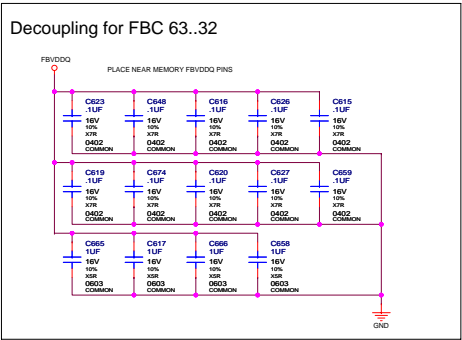 Decoupling for FBC 63..32
FBVDDQ
PLACE NEAR MEMORY FBVDDQ PINS
C623 C648 C616 C626 C615
.1UF .1UF .1UF .1UF .1UF
16V 16V 16V 16V 16V
10% 10% 10% 10% 10%
X7R X7R X7R X7R X7R
0402 0402 0402 0402 0402
COMMON COMMON COMMON COMMON COMMON
C619 C674 C620 C627 C659
.1UF .1UF .1UF .1UF .1UF
16V 16V 16V 16V 16V
10% 10% 10% 10% 10%
X7R X7R X7R X7R X7R
0402 0402 0402 0402 0402
COMMON COMMON COMMON COMMON COMMON
C665 C617 C666 C658
1UF 1UF 1UF 1UF
16V 16V 16V 16V
10% 10% 10% 10%
X5R X5R X5R X5R
0603 0603 0603 0603
COMMON COMMON COMMON COMMON
GND